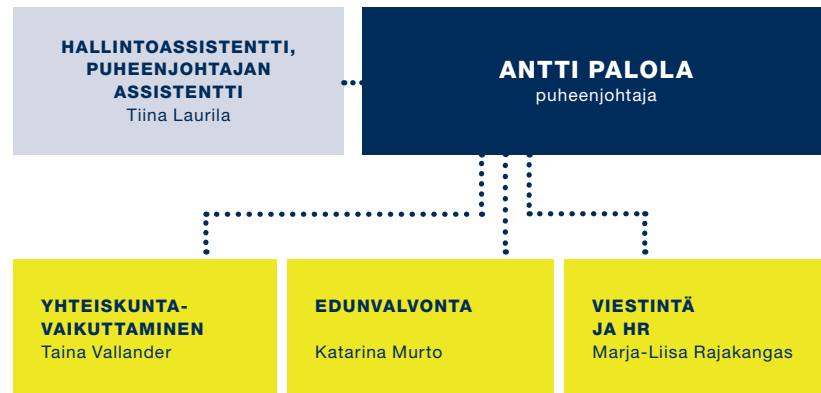 HALLINTOASSISTENTTI,
PUHEENJOHTAJAN
ASSISTENTTI
Tiina Laurila
ANTTI PALOLA
puheenjohtaja
YHTEISKUNTA-
VAIKUTTAMINEN
Taina Vallander
EDUNVALVONTA
Katarina Murto
VIESTINTÄ
JA HR
Marja-Liisa Rajakangas